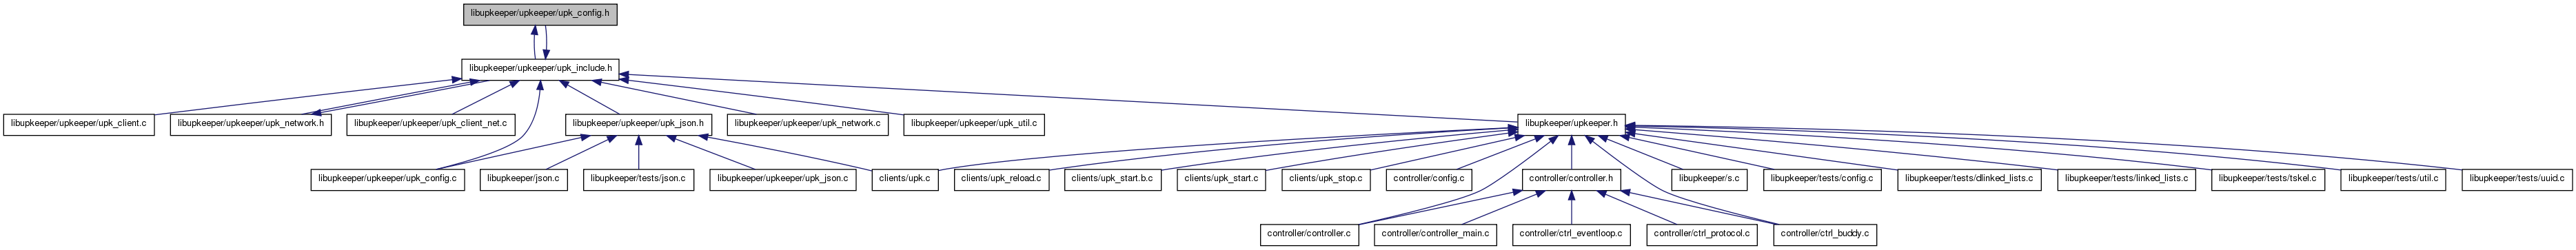 libupkeeper/upkeeper/upk_config.h
libupkeeper/upkeeper/upk_include.h
libupkeeper/upkeeper/upk_client.c
libupkeeper/upkeeper/upk_network.h
libupkeeper/upkeeper/upk_client_net.c
libupkeeper/upkeeper/upk_json.h
libupkeeper/upkeeper/upk_network.c
libupkeeper/upkeeper/upk_util.c
libupkeeper/upkeeper.h
libupkeeper/upkeeper/upk_config.c
libupkeeper/json.c
libupkeeper/tests/json.c
libupkeeper/upkeeper/upk_json.c
clients/upk.c
clients/upk_reload.c
clients/upk_start.b.c
clients/upk_start.c
clients/upk_stop.c
controller/config.c
controller/controller.h
libupkeeper/s.c
libupkeeper/tests/config.c
libupkeeper/tests/dlinked_lists.c
libupkeeper/tests/linked_lists.c
libupkeeper/tests/tskel.c
libupkeeper/tests/util.c
libupkeeper/tests/uuid.c
controller/controller.c
controller/controller_main.c
controller/ctrl_eventloop.c
controller/ctrl_protocol.c
controller/ctrl_buddy.c